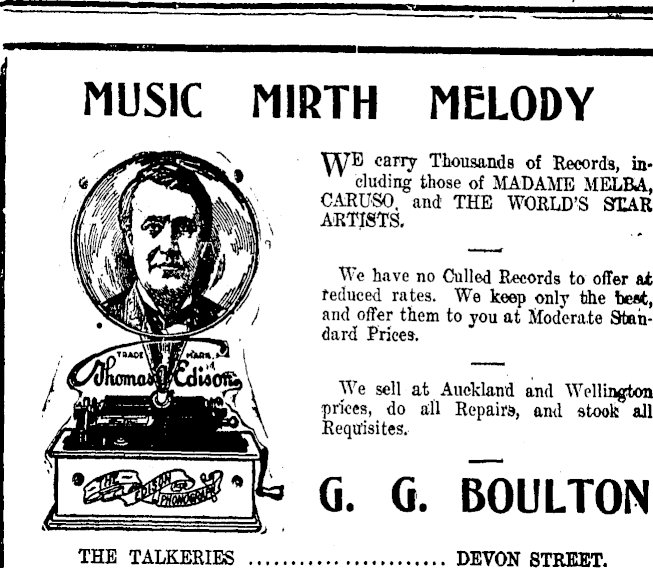 MUSIC MIRTH MELODY
WE carry Thousands of Records, in-
cluding those of MADAME MELBA,
CARUSO, and THE WORLD'S STAR
ARTISTS.
We have no Culled Records to offer at
reduced rates. We keep only the best,
and offer them to you at Moderate Stan-
dard Prices.
We sell at Auckland and Wellington
prices, do all Repairs, and stook all
Requisites.
TRADE MARK
Thomas A Edison
THE EDISON PHONOGRAPH
G. G. BOULTON
THE TALKERIES ........................ DEVON STREET.